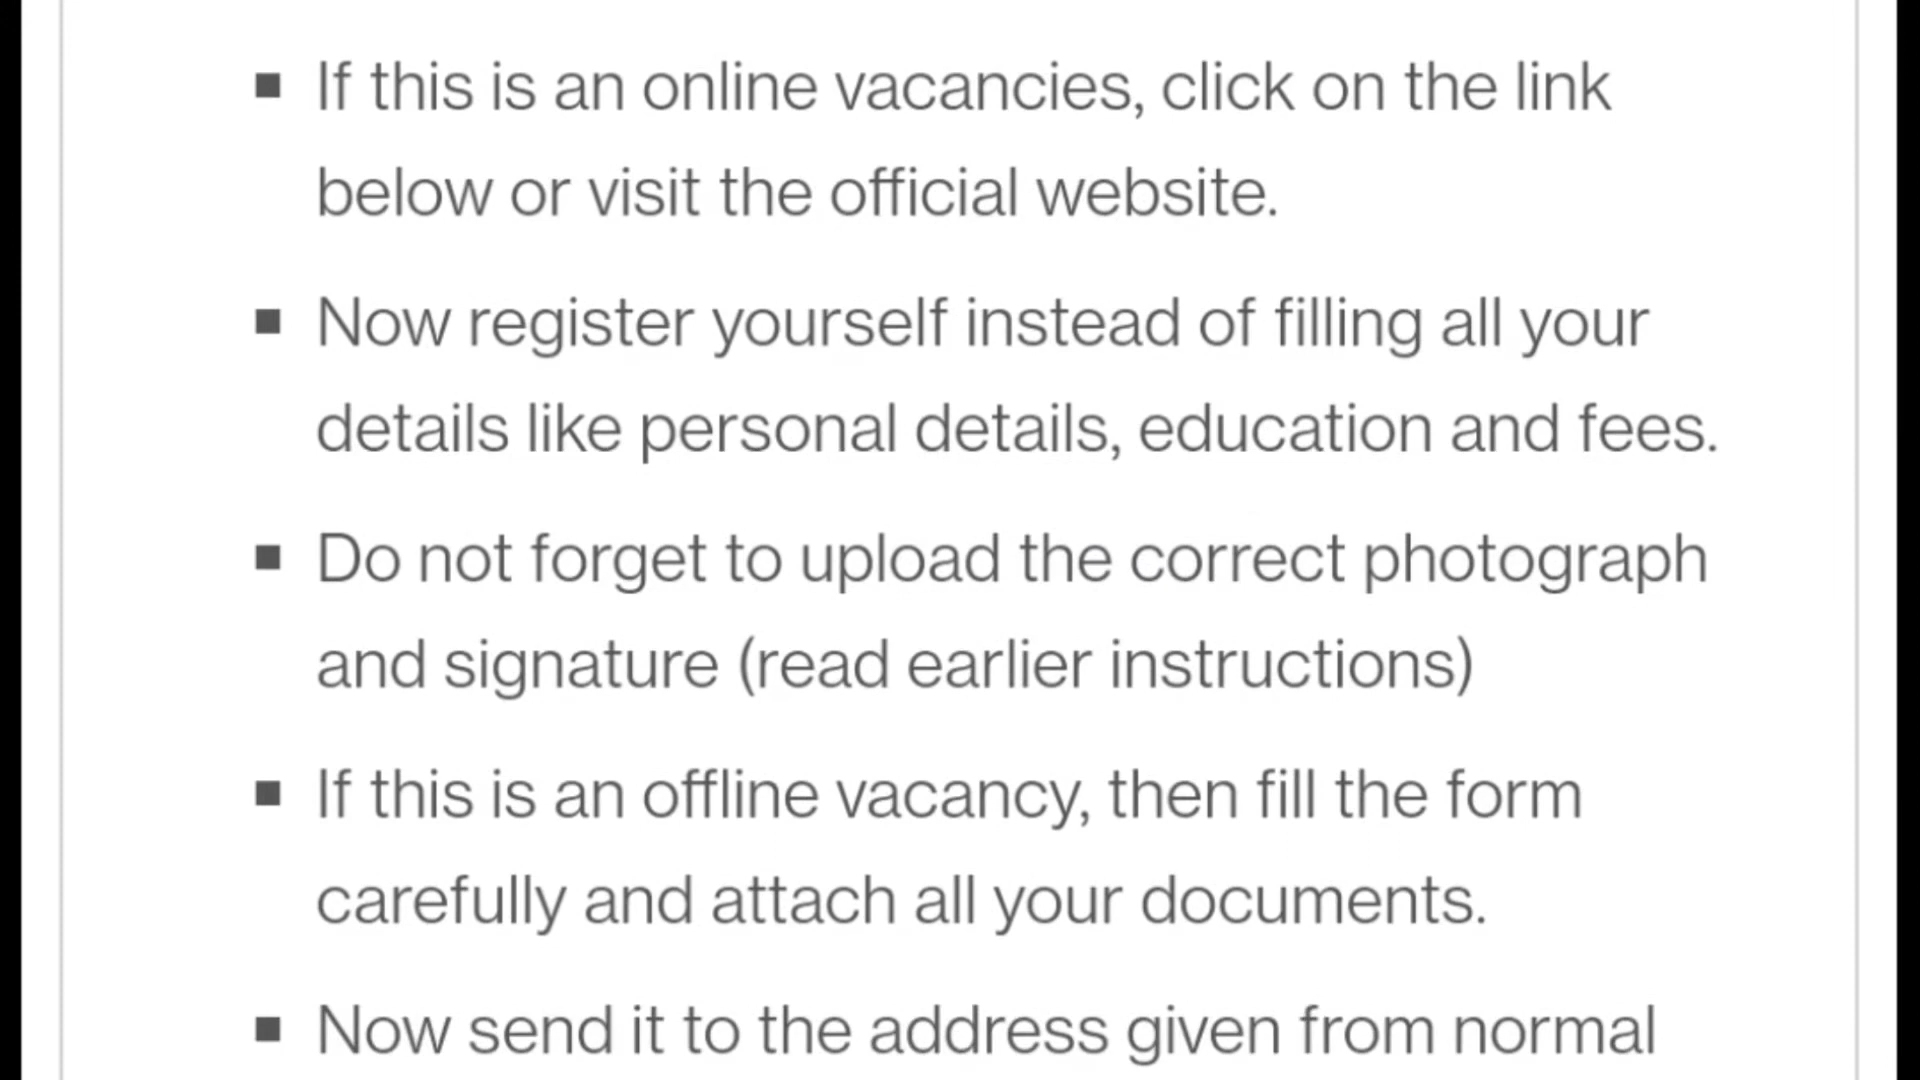 ▪ If this is an online vacancies, click on the link
below or visit the official website.
▪ Now register yourself instead of filling all your
details like personal details, education and fees.
▪ Do not forget to upload the correct photograph
and signature (read earlier instructions)
▪ If this is an offline vacancy, then fill the form
carefully and attach all your documents.
▪ Now send it to the address given from normal